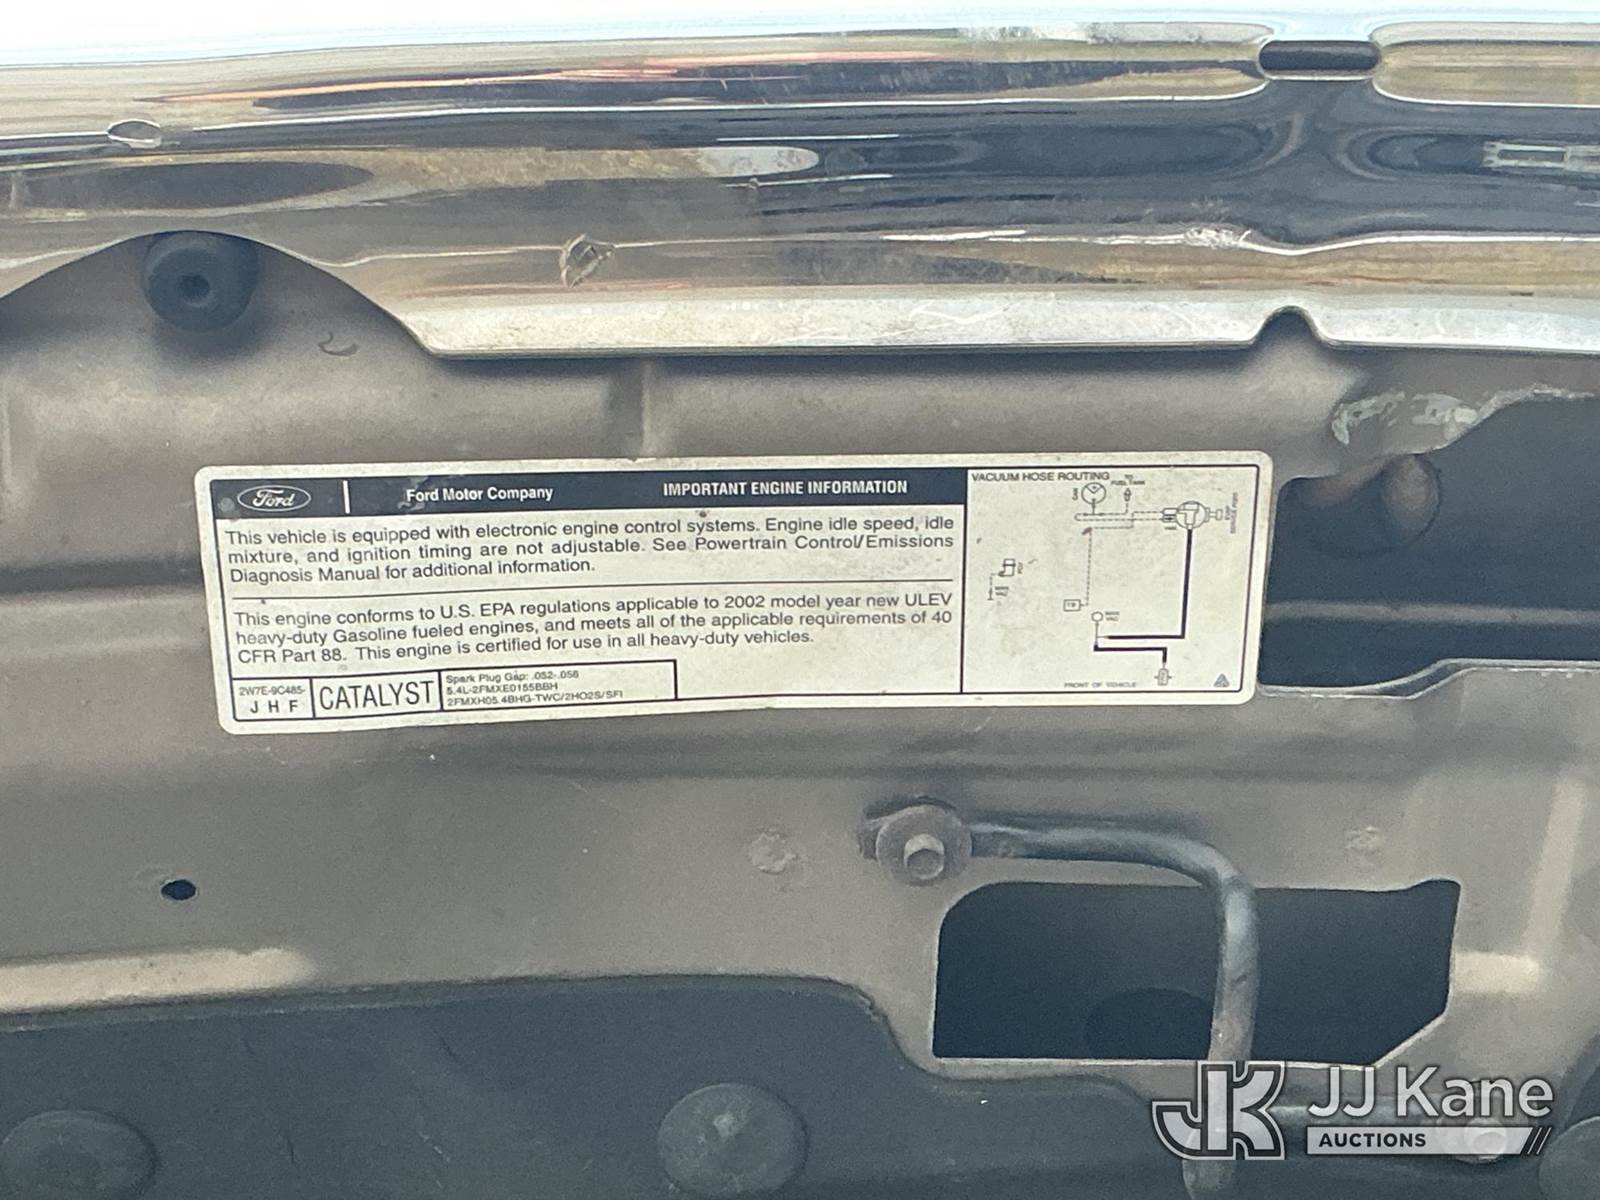 Ford
Ford Motor Company
IMPORTANT ENGINE INFORMATION
This vehicle is equipped with electronic engine control systems. Engine idle speed, idle
mixture, and ignition timing are not adjustable. See Powertrain Control/Emissions
Diagnosis Manual for additional information.
This engine conforms to U.S. EPA regulations applicable to 2002 model year new ULEV
heavy-duty Gasoline fueled engines, and meets all of the applicable requirements of 40
CFR Part 88. This engine is certified for use in all heavy-duty vehicles.
2W7E-9C485-
J H F
CATALYST
Spark Plug Gap: .052-.056
5.4L-2FMXE0155BBH
2FMXH05.4BHG-TWC/2HO2S/SFI
VACUUM HOSE ROUTING
TO
FUEL TANK
FRONT OF VEHICLE
JK
JJ Kane
AUCTIONS